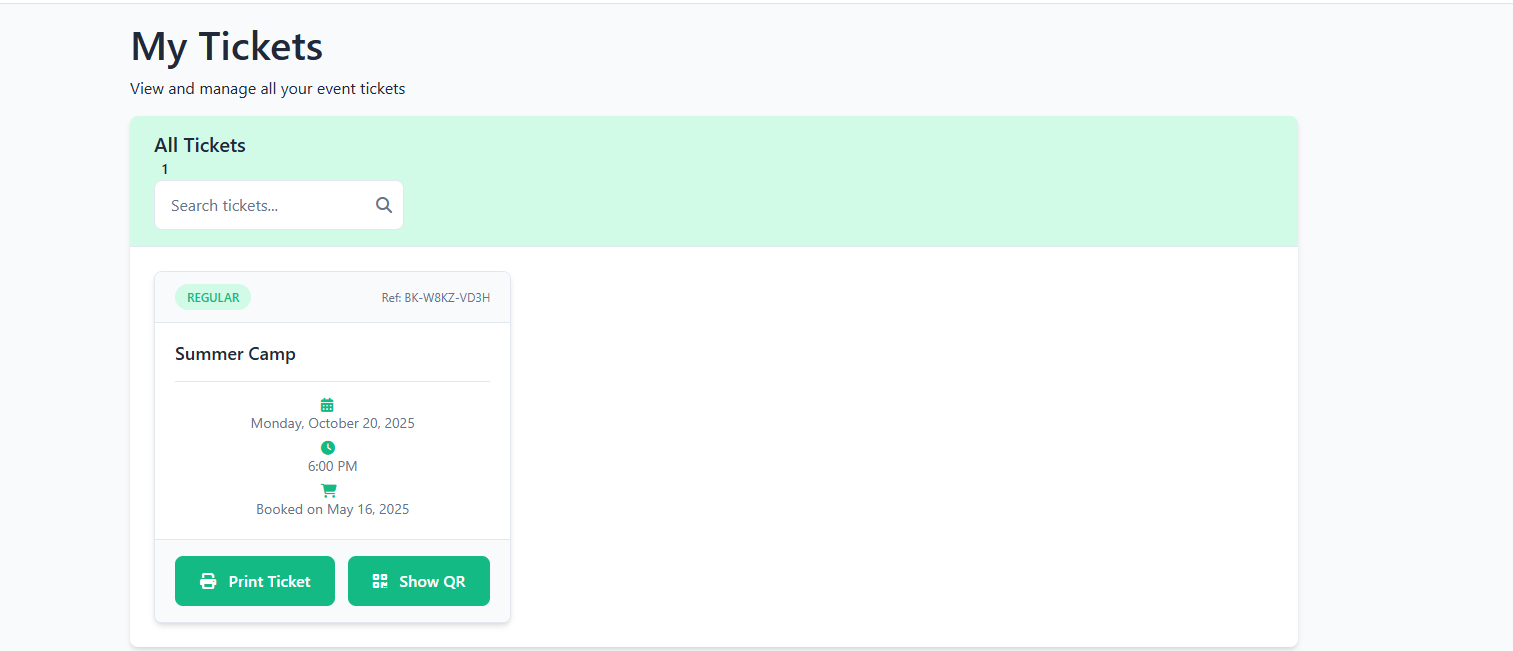 My Tickets
View and manage all your event tickets
All Tickets
1
Search tickets...
REGULAR
Ref: BK-W8KZ-VD3H
Summer Camp
Monday, October 20, 2025
6:00 PM
Booked on May 16, 2025
Print Ticket
Show QR